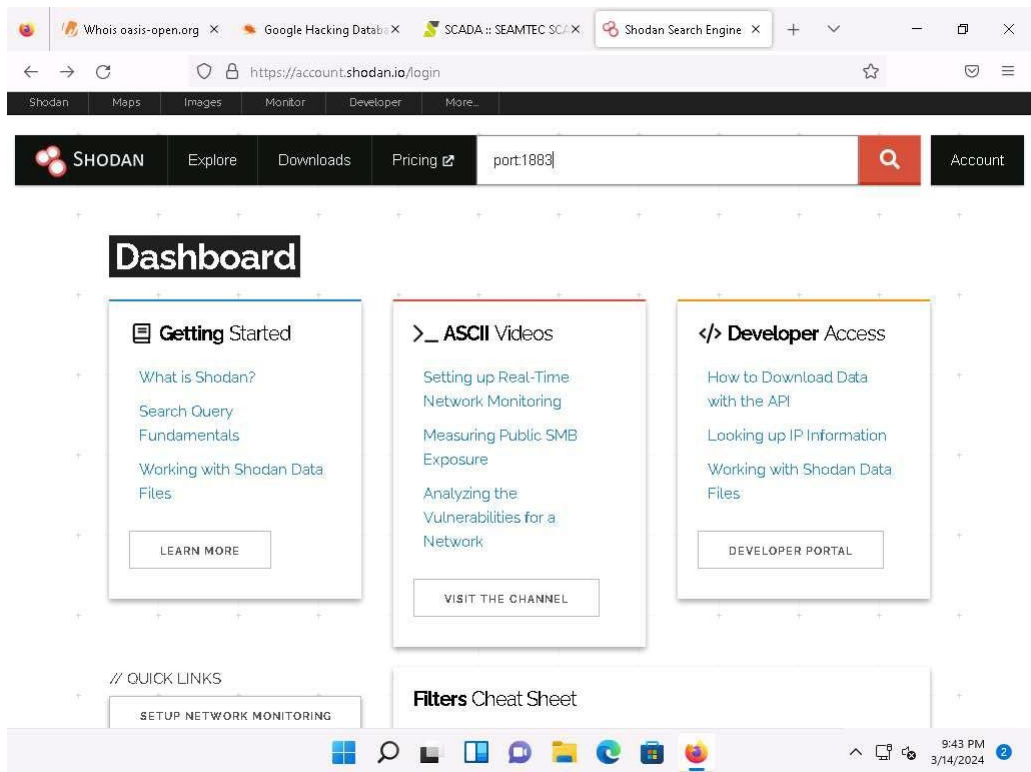 Whois oasis-open.org
Google Hacking Databa
SCADA :: SEAMTEC SCA
Shodan Search Engine
https://account.shodan.io/login
Shodan Maps Images Monitor Developer More...
SHODAN Explore Downloads Pricing port:1883 Account
Dashboard
Getting Started
What is Shodan?
Search Query
Fundamentals
Working with Shodan Data
Files
LEARN MORE
>_ ASCII Videos
Setting up Real-Time
Network Monitoring
Measuring Public SMB
Exposure
Analyzing the
Vulnerabilities for a
Network
VISIT THE CHANNEL
</> Developer Access
How to Download Data
with the API
Looking up IP Information
Working with Shodan Data
Files
DEVELOPER PORTAL
// QUICK LINKS
SETUP NETWORK MONITORING
Filters Cheat Sheet
9:43 PM
3/14/2024
2